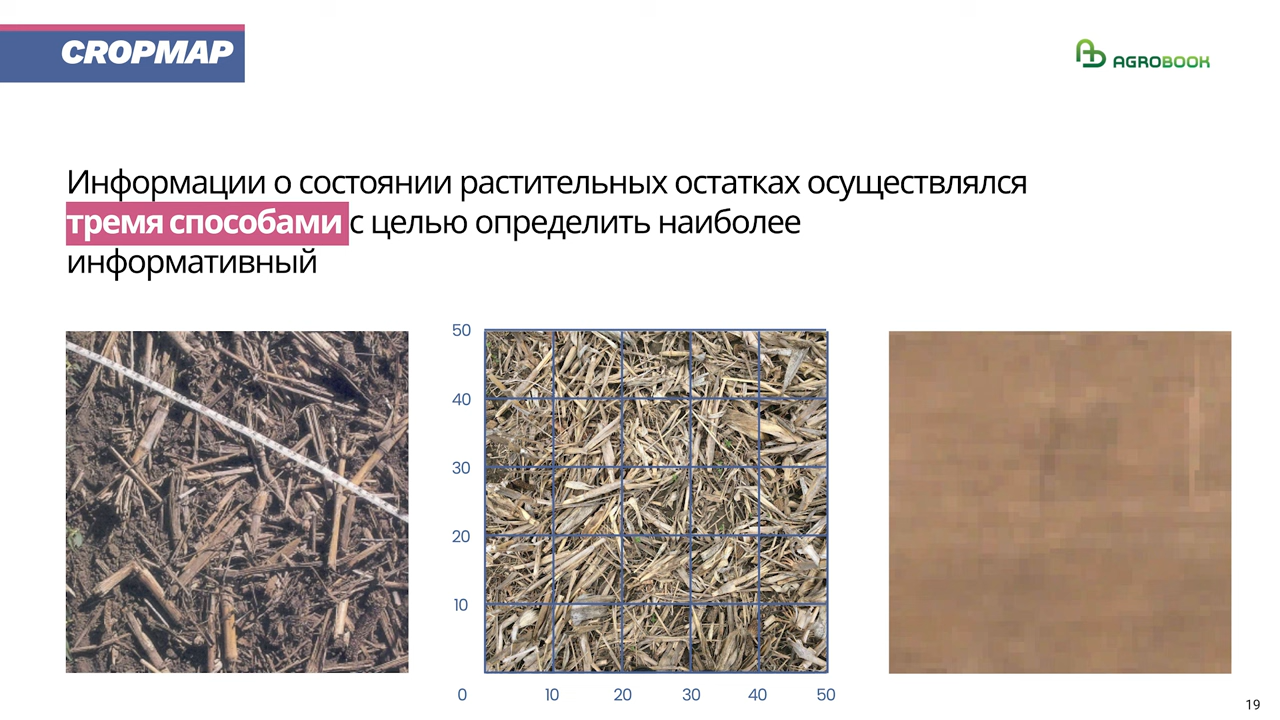 CROPMAP
AGROBOOK
Информации о состоянии растительных остатках осуществлялся
тремя способами с целью определить наиболее
информативный
50
40
30
20
10
0 10 20 30 40 50
19